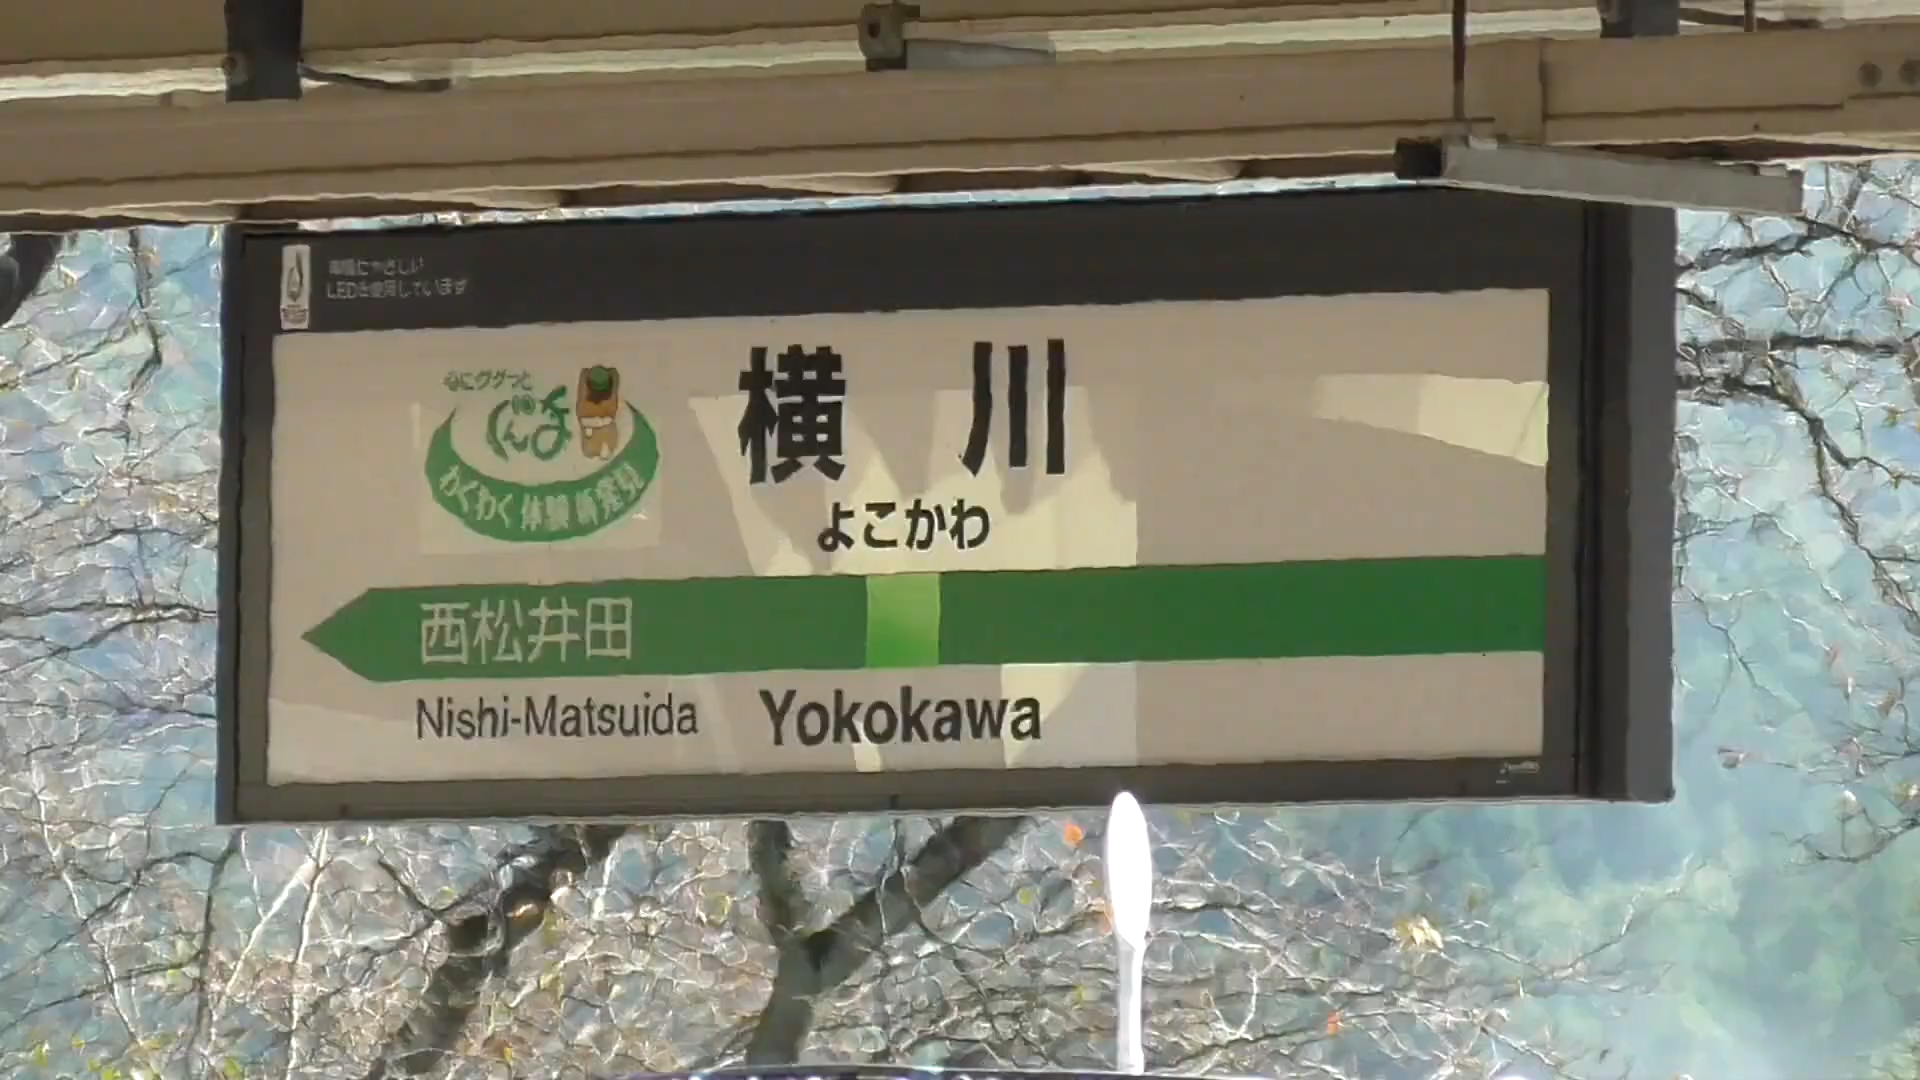 環境にやさしい
LEDを使用しています
心にググっと
ぐんま
わくわく 体験 新発見
横川
よこかわ
西松井田
Nishi-Matsuida Yokokawa